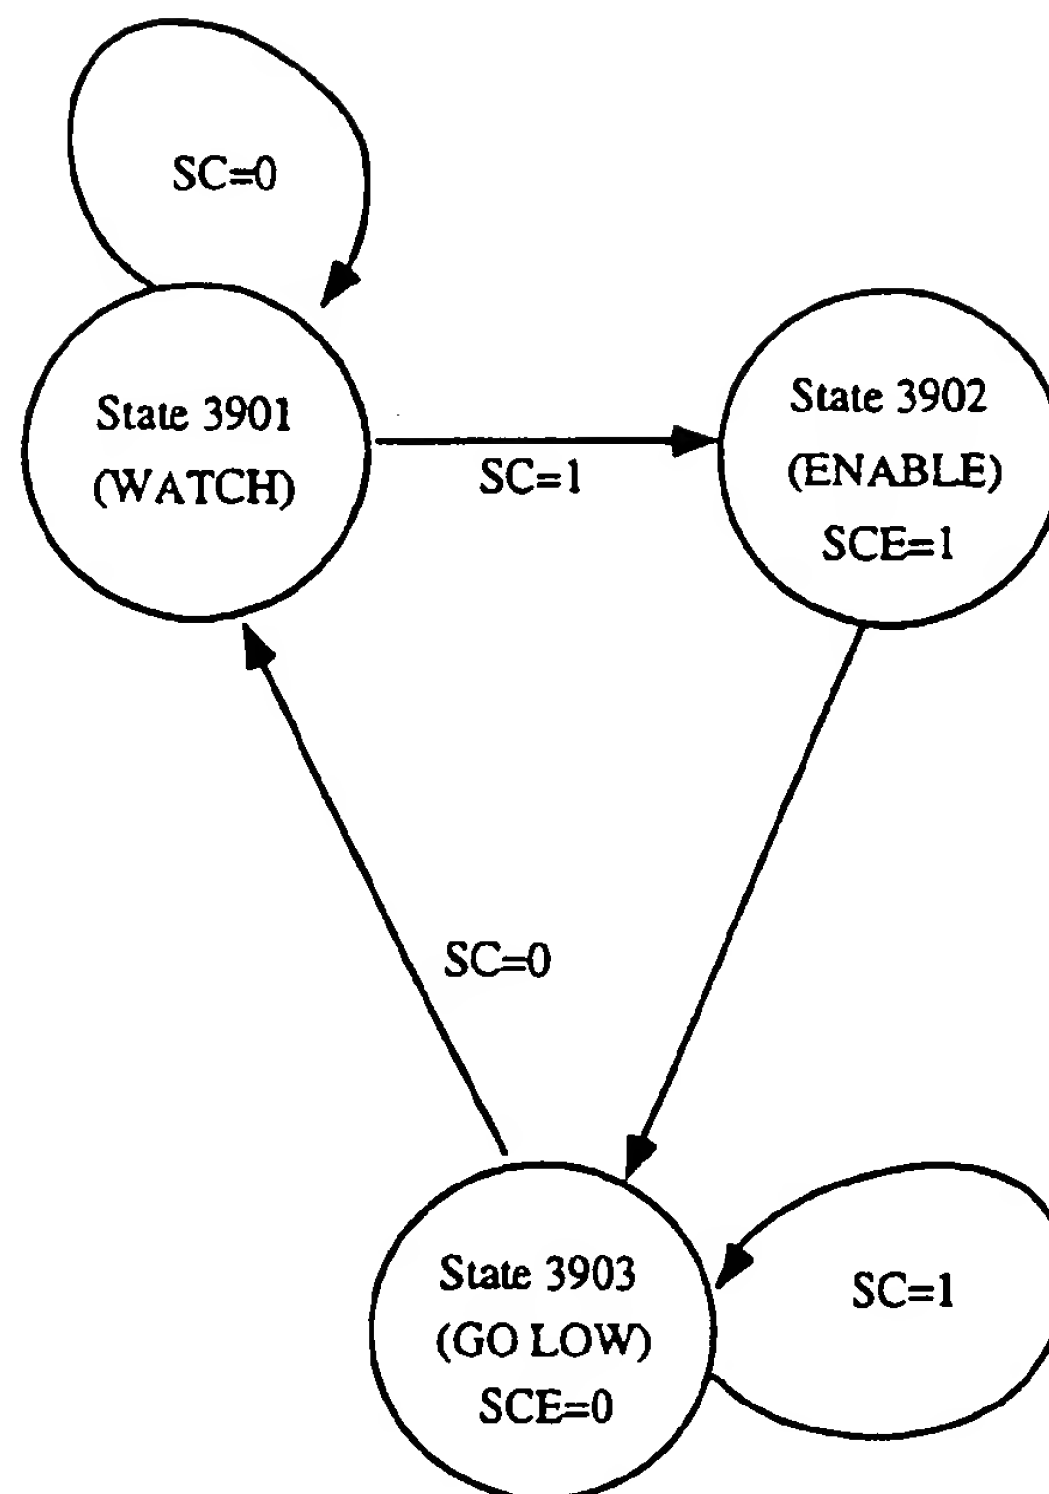 SC=0
State 3901
(WATCH)
SC=1
State 3902
(ENABLE)
SCE=1
SC=0
State 3903
(GO LOW)
SCE=0
SC=1